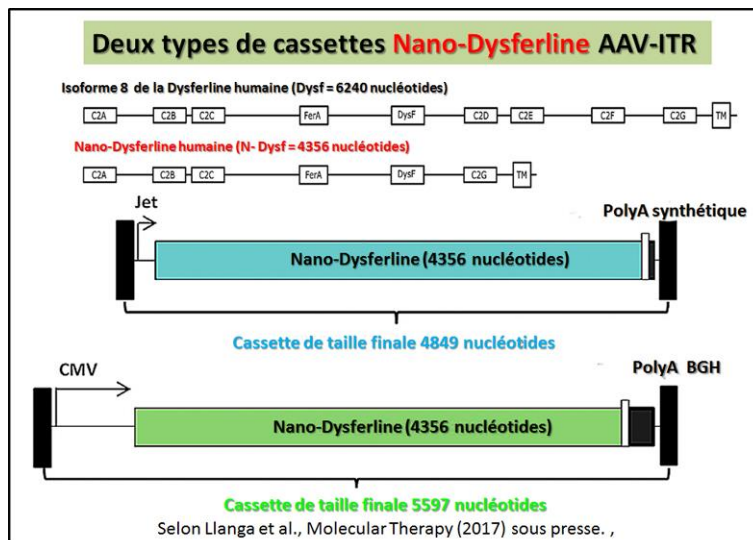 Deux types de cassettes Nano-Dysferline AAV-ITR
Isoforme 8 de la Dysferline humaine (Dysf = 6240 nucléotides)
C2A C2B C2C FerA DysF C2D C2E C2F C2G TM
Nano-Dysferline humaine (N- Dysf = 4356 nucléotides)
C2A C2B C2C FerA DysF C2G TM
Jet PolyA synthétique
Nano-Dysferline (4356 nucléotides)
Cassette de taille finale 4849 nucléotides
CMV PolyA BGH
Nano-Dysferline (4356 nucléotides)
Cassette de taille finale 5597 nucléotides
Selon Llanga et al., Molecular Therapy (2017) sous presse. ,